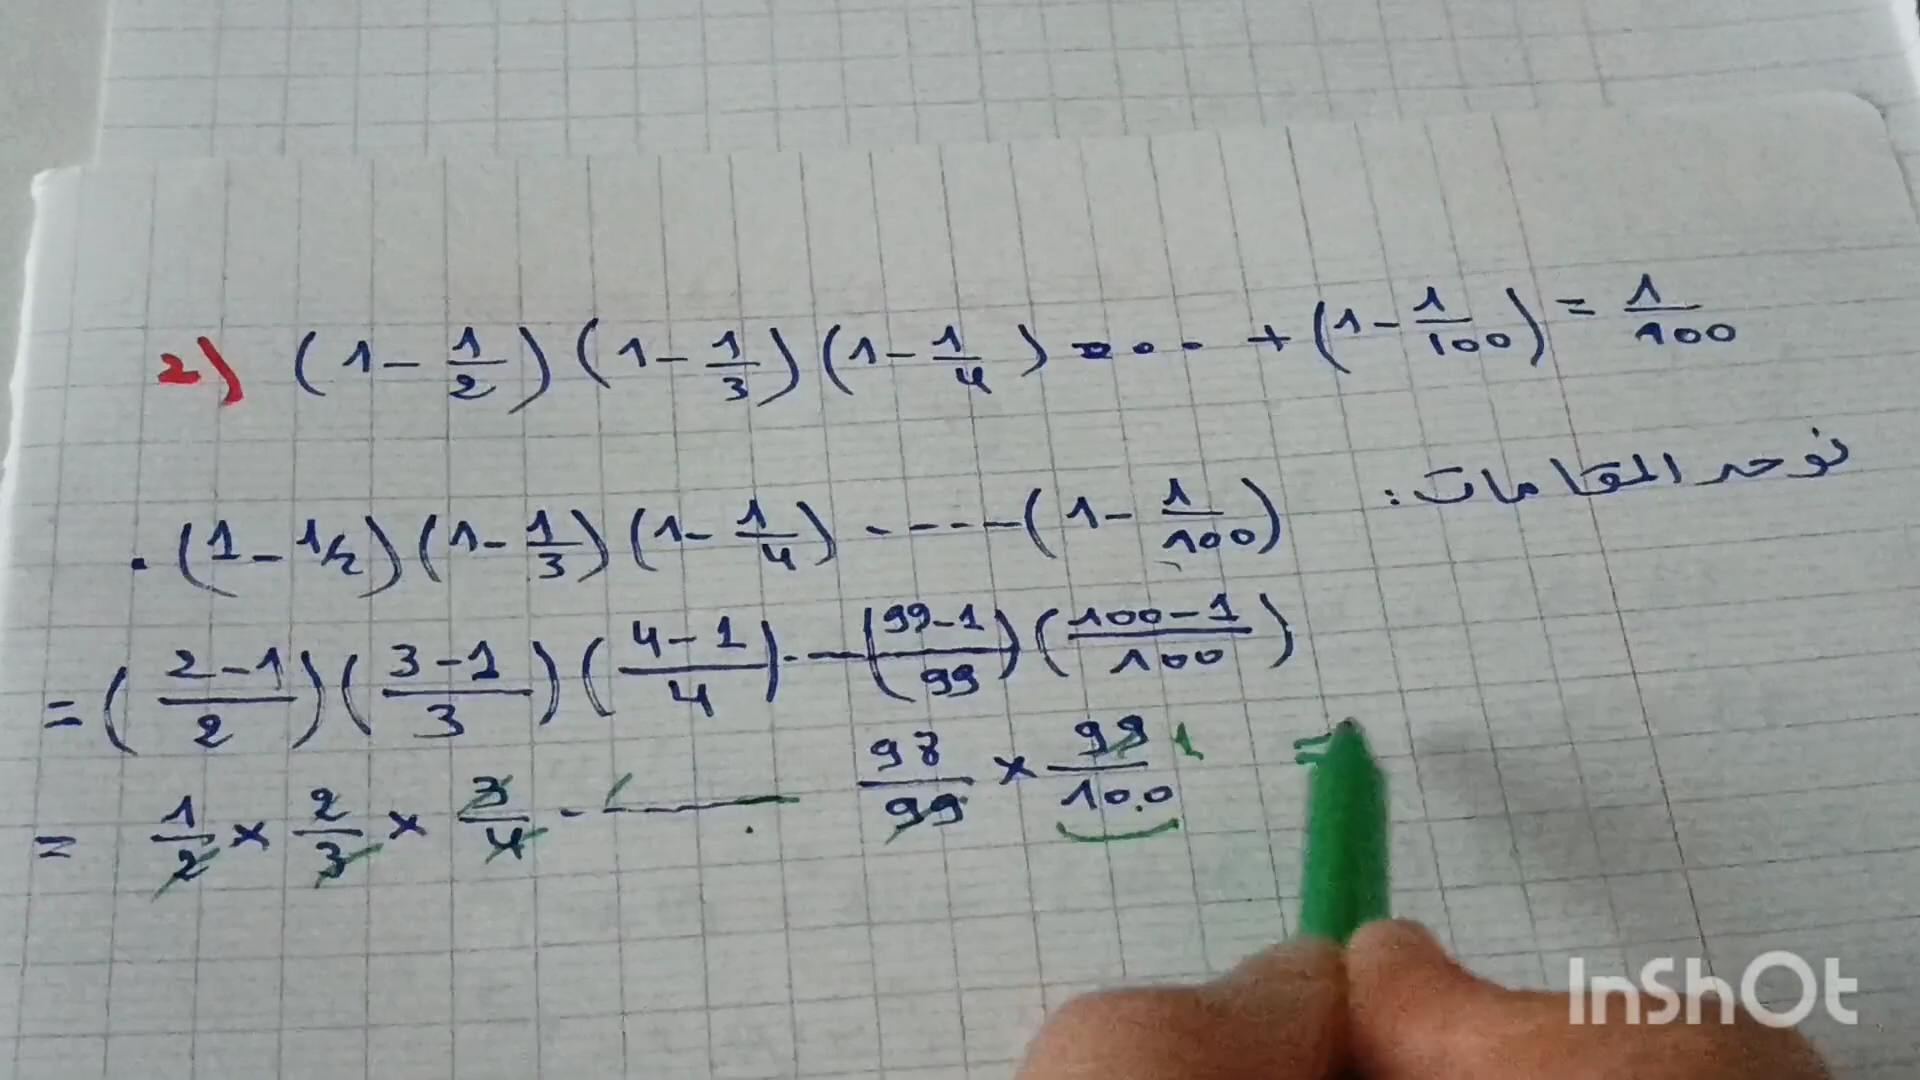 2) (1 - 1/2) (1 - 1/3) (1 - 1/4) ---- + (1 - 1/100) = 1/100
نوحد المقامات:
. (1 - 1/2) (1 - 1/3) (1 - 1/4) ----- (1 - 1/100)
= ( (2-1)/2 ) ( (3-1)/3 ) ( (4-1)/4 ) --- ( (99-1)/99 ) ( (100-1)/100 )
= 1/2 × 2/3 × 3/4 ------ 98/99 × 99/100 1 =
InShOt